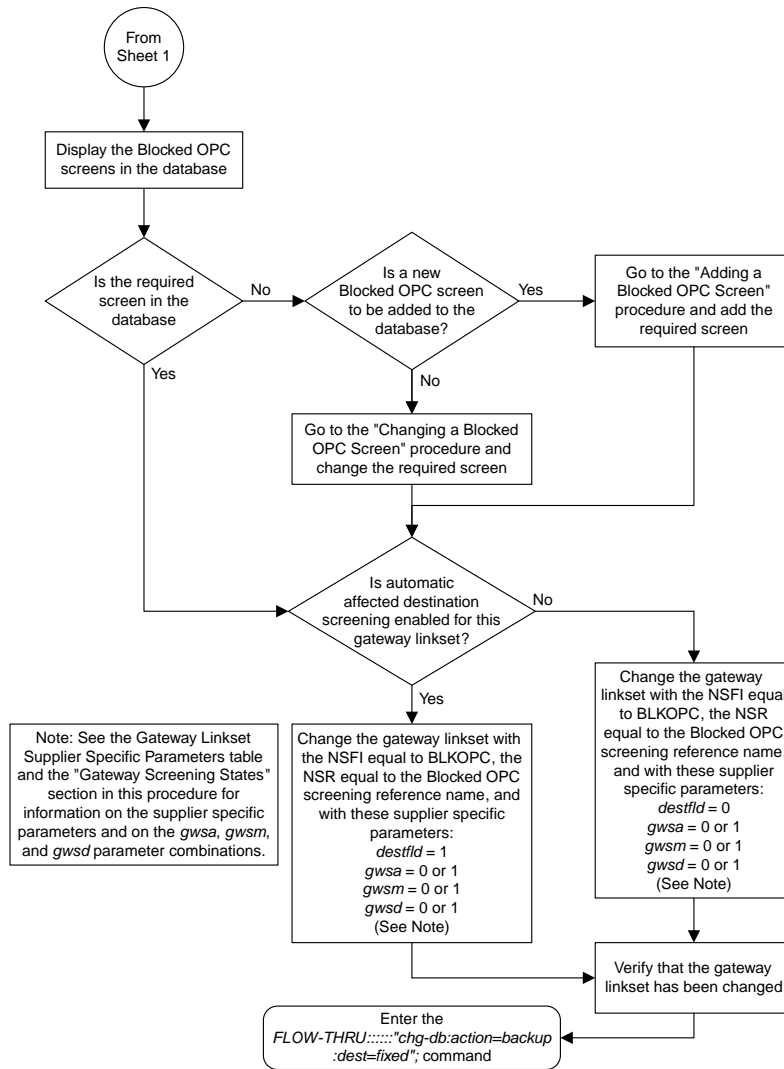 From
Sheet 1
Display the Blocked OPC
screens in the database
Is the required
screen in the
database
No
Yes
Is a new
Blocked OPC screen
to be added to the
database?
Yes
No
Go to the "Adding a
Blocked OPC Screen"
procedure and add the
required screen
Go to the "Changing a Blocked
OPC Screen" procedure and
change the required screen
Is automatic
affected destination
screening enabled for this
gateway linkset?
No
Yes
Note: See the Gateway Linkset
Supplier Specific Parameters table
and the "Gateway Screening States"
section in this procedure for
information on the supplier specific
parameters and on the gwsa, gwsm,
and gwsd parameter combinations.
Change the gateway linkset with
the NSFI equal to BLKOPC, the
NSR equal to the Blocked OPC
screening reference name, and
with these supplier specific
parameters:
destfld = 1
gwsa = 0 or 1
gwsm = 0 or 1
gwsd = 0 or 1
(See Note)
Change the gateway
linkset with the NSFI equal
to BLKOPC, the NSR
equal to the Blocked OPC
screening reference name,
and with these supplier
specific parameters:
destfld = 0
gwsa = 0 or 1
gwsm = 0 or 1
gwsd = 0 or 1
(See Note)
Verify that the gateway
linkset has been changed
Enter the
FLOW-THRU::::::"chg-db:action=backup
:dest=fixed"; command